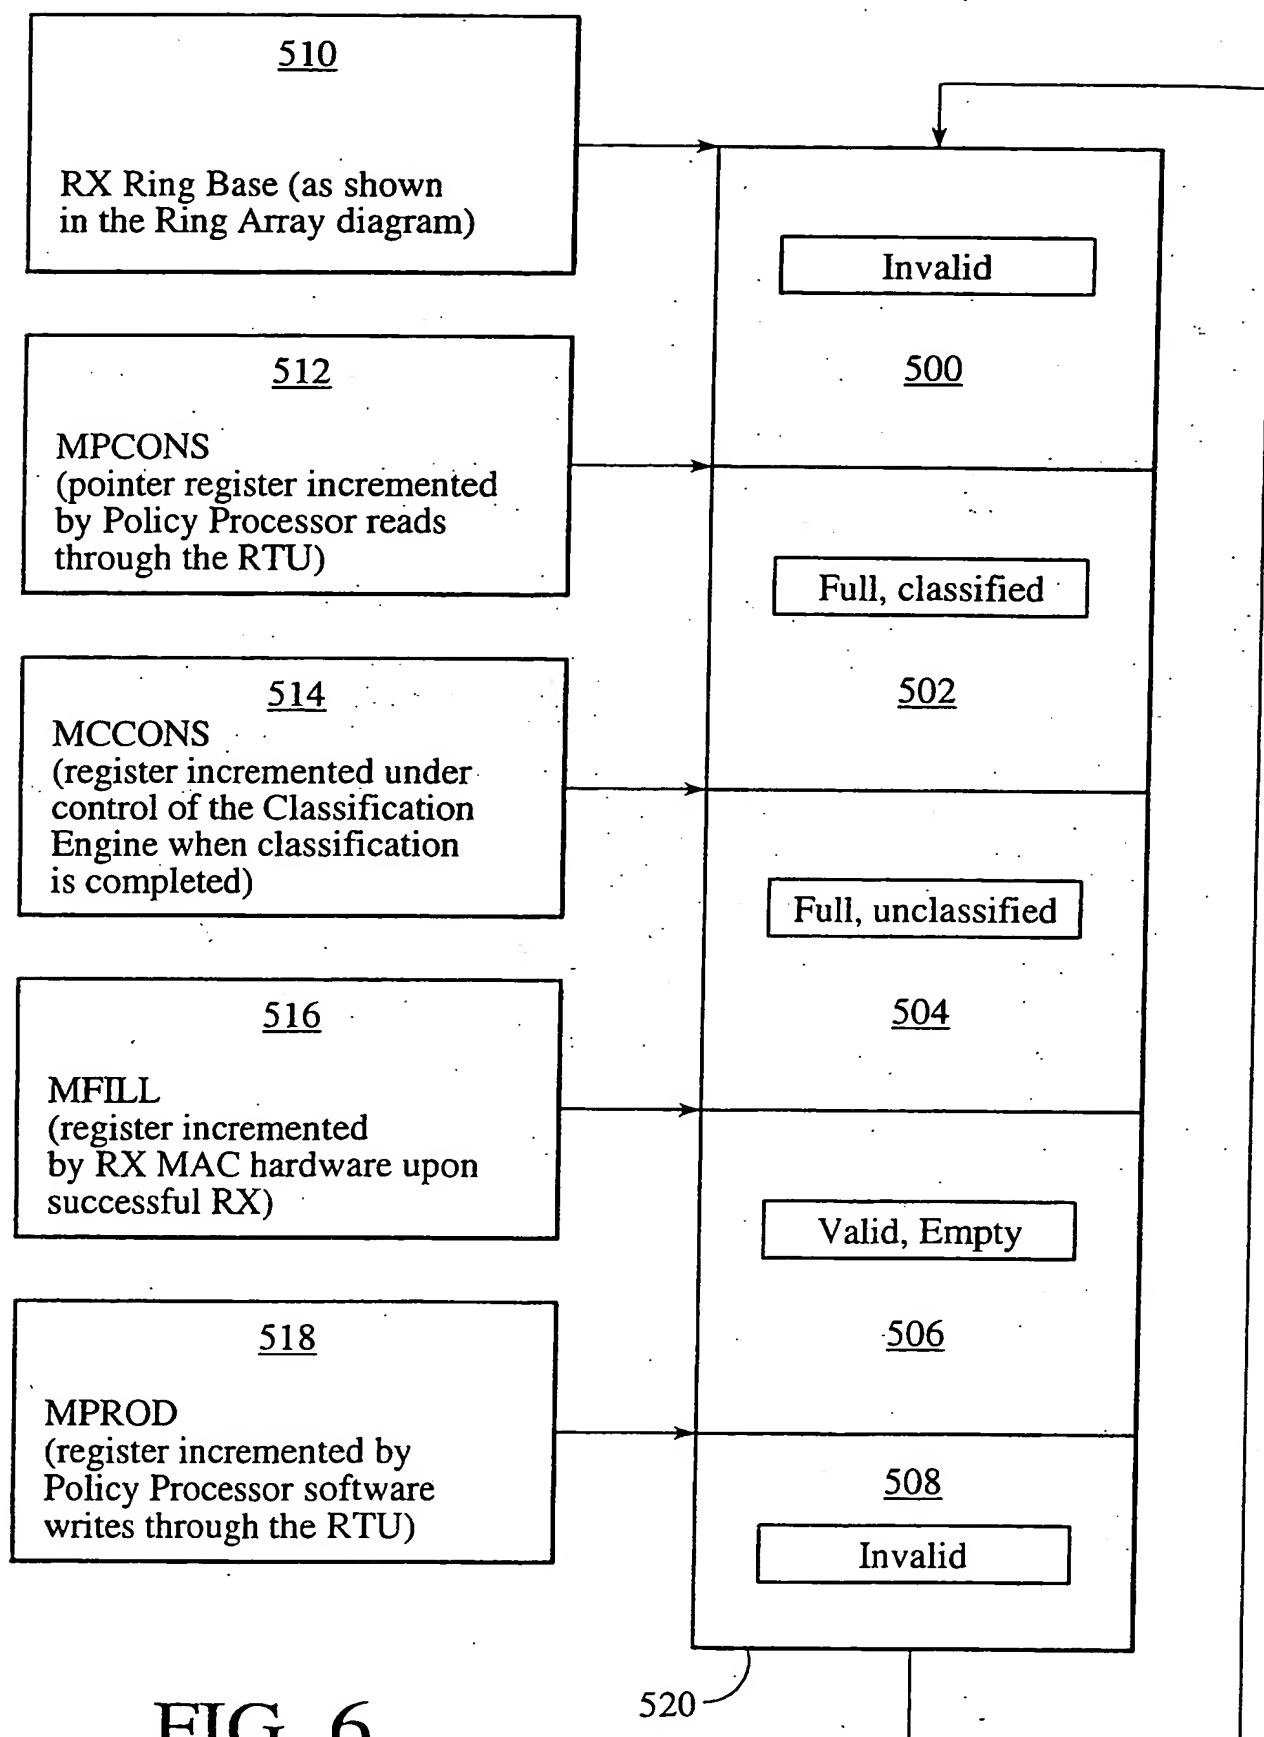 510
RX Ring Base (as shown
in the Ring Array diagram)
Invalid
500
512
MPCONS
(pointer register incremented
by Policy Processor reads
through the RTU)
Full, classified
502
514
MCCONS
(register incremented under
control of the Classification
Engine when classification
is completed)
Full, unclassified
504
516
MFILL
(register incremented
by RX MAC hardware upon
successful RX)
Valid, Empty
506
518
MPROD
(register incremented by
Policy Processor software
writes through the RTU)
508
Invalid
520
FIG. 6